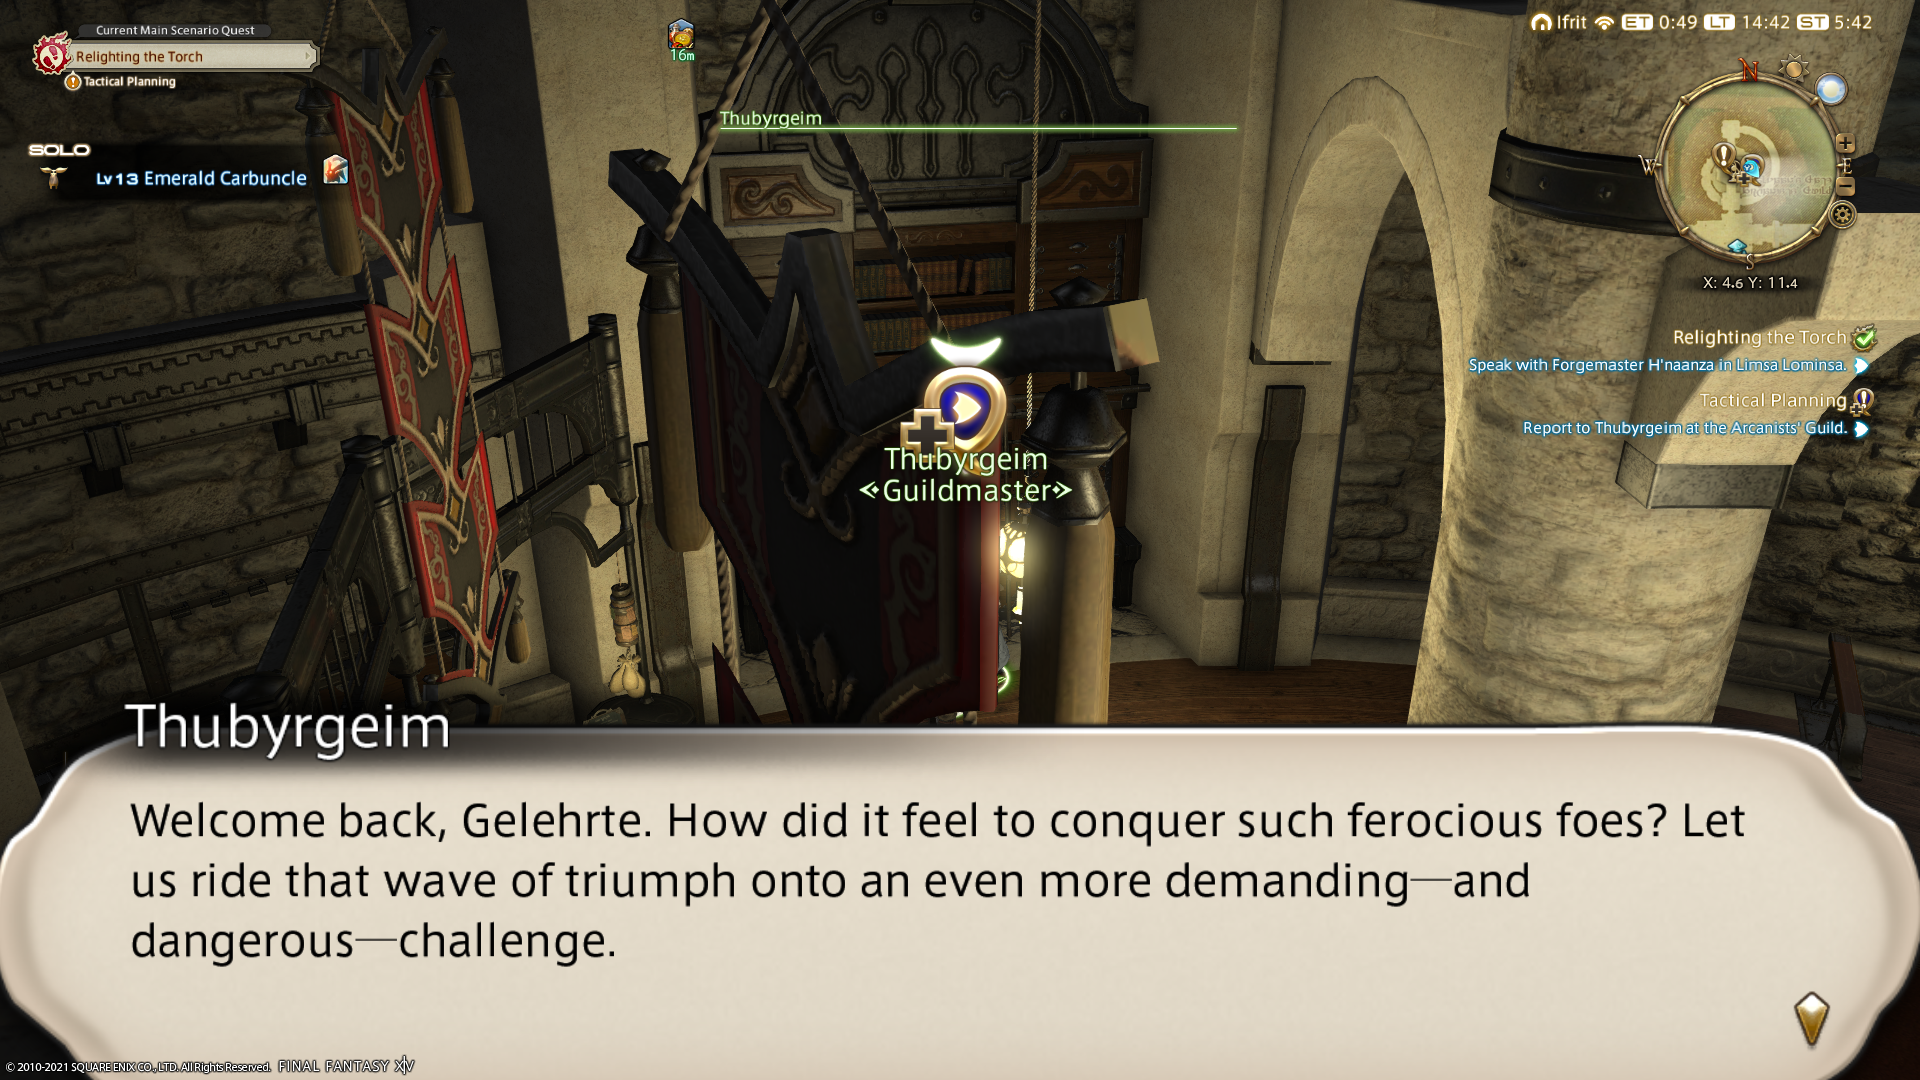 Current Main Scenario Quest
Relighting the Torch
Tactical Planning
SOLO
Lv13 Emerald Carbuncle
16m
Thubyrgeim
Ifrit ET 0:49 LT 14:42 ST 5:42
N
W
E
S
X: 4.6 Y: 11.4
Relighting the Torch
Speak with Forgemaster H'naanza in Limsa Lominsa.
Tactical Planning
Report to Thubyrgeim at the Arcanists' Guild.
Thubyrgeim
Guildmaster
Thubyrgeim
Welcome back, Gelehrte. How did it feel to conquer such ferocious foes? Let
us ride that wave of triumph onto an even more demanding—and
dangerous—challenge.
© 2010-2021 SQUARE ENIX CO., LTD. All Rights Reserved. FINAL FANTASY XIV